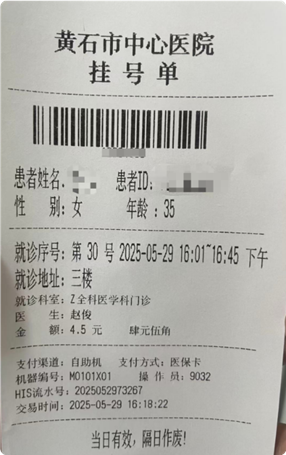 黄石市中心医院
挂号单
患者姓名: 患者ID:
性 别:女 年龄:35
就诊序号:第 30号 2025-05-29 16:01~16:45 下午
就诊地址:三楼
就诊科室:Z全科医学科门诊
医 生:赵俊
金 额:4.5 元 肆元伍角
支付渠道:自助机 支付方式:医保卡
机器编号:M0101X01 操作 员:9032
HIS流水号:2025052973267
交易时间:2025-05-29 16:18:22
当日有效,隔日作废!